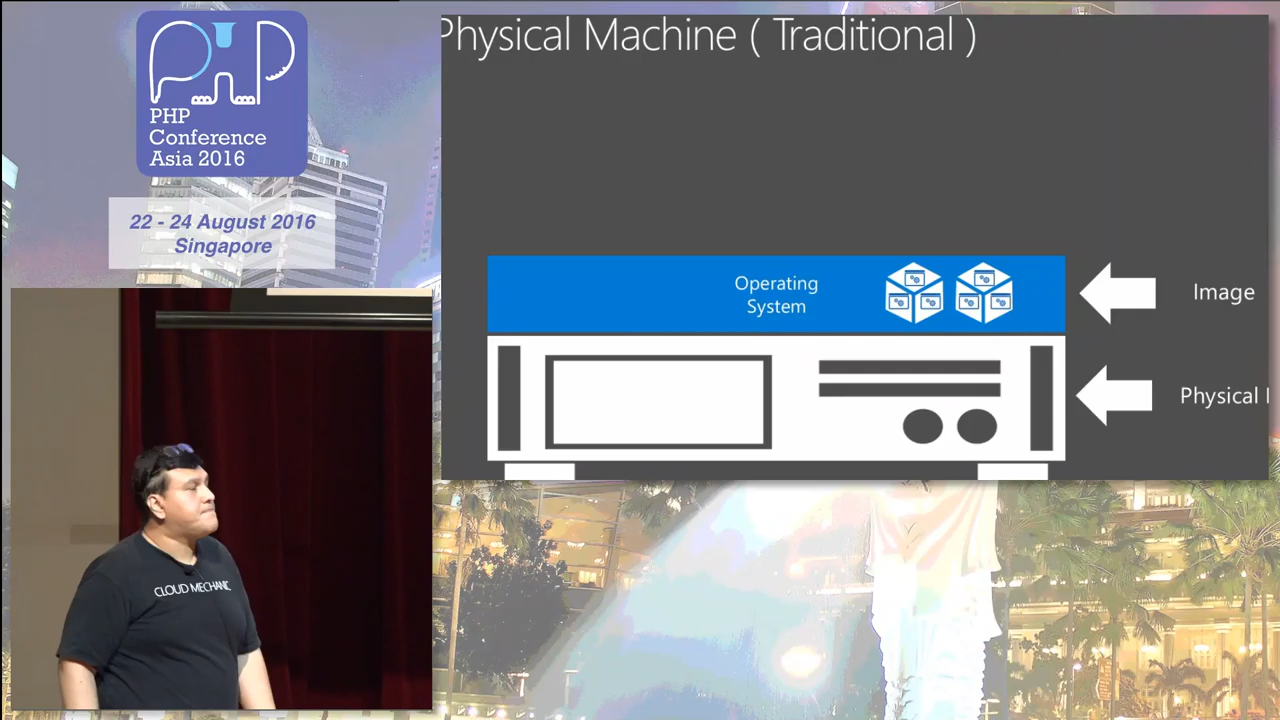 PHP
Conference
Asia 2016
22 - 24 August 2016
Singapore
Physical Machine ( Traditional )
Operating
System
Image
Physical
CLOUD MECHANIC